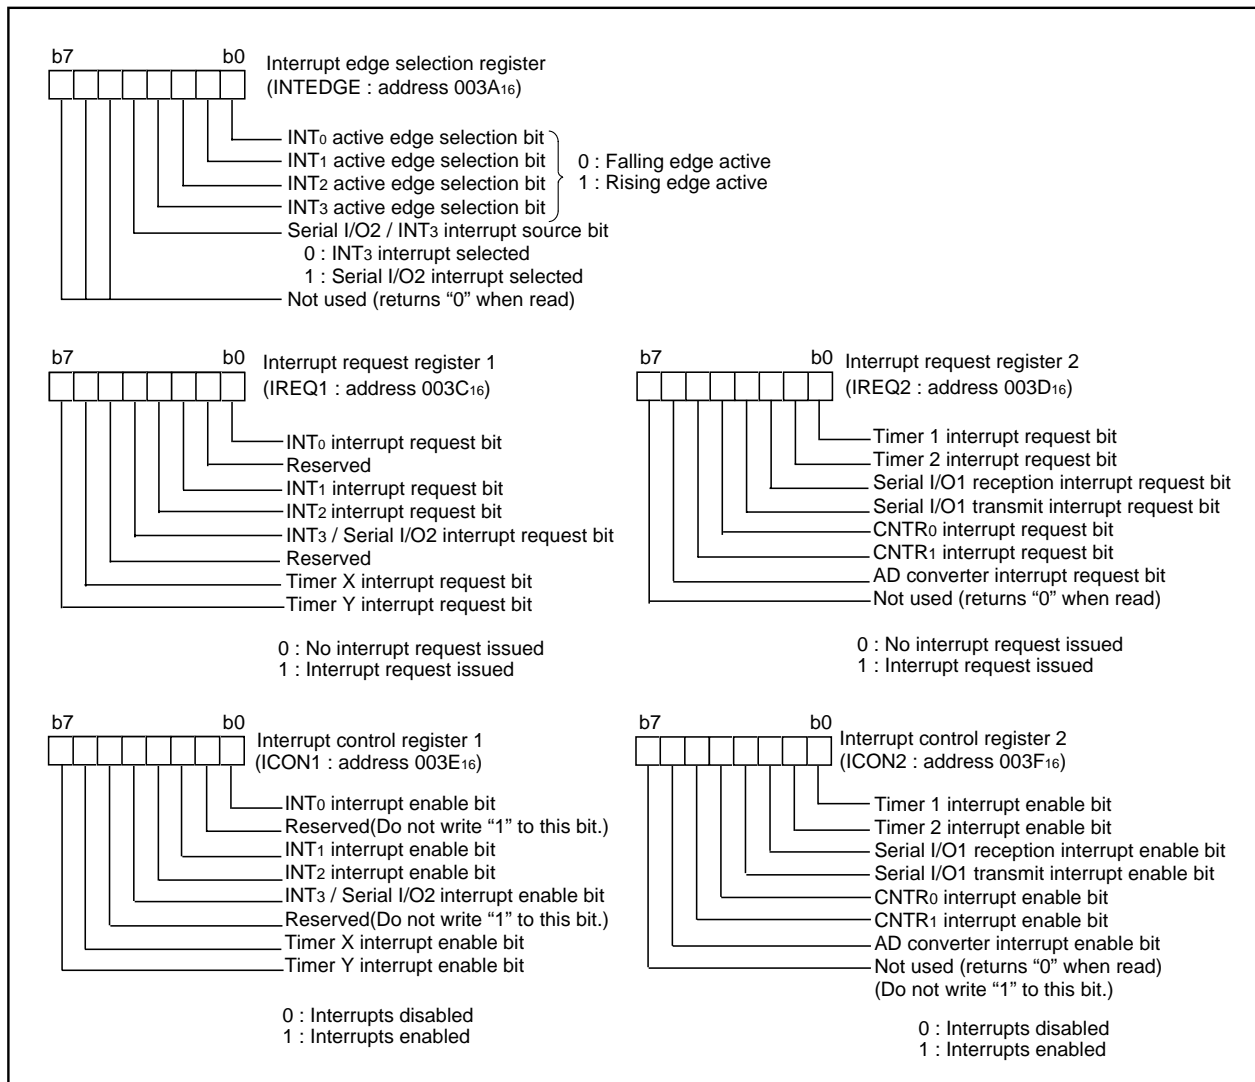 b7 b0
Interrupt edge selection register
(INTEDGE : address 003A16)
INT0 active edge selection bit
INT1 active edge selection bit
INT2 active edge selection bit
INT3 active edge selection bit
0 : Falling edge active
1 : Rising edge active
Serial I/O2 / INT3 interrupt source bit
0 : INT3 interrupt selected
1 : Serial I/O2 interrupt selected
Not used (returns “0” when read)
b7 b0
Interrupt request register 1
(IREQ1 : address 003C16)
INT0 interrupt request bit
Reserved
INT1 interrupt request bit
INT2 interrupt request bit
INT3 / Serial I/O2 interrupt request bit
Reserved
Timer X interrupt request bit
Timer Y interrupt request bit
0 : No interrupt request issued
1 : Interrupt request issued
b7 b0
Interrupt request register 2
(IREQ2 : address 003D16)
Timer 1 interrupt request bit
Timer 2 interrupt request bit
Serial I/O1 reception interrupt request bit
Serial I/O1 transmit interrupt request bit
CNTR0 interrupt request bit
CNTR1 interrupt request bit
AD converter interrupt request bit
Not used (returns “0” when read)
0 : No interrupt request issued
1 : Interrupt request issued
b7 b0
Interrupt control register 1
(ICON1 : address 003E16)
INT0 interrupt enable bit
Reserved(Do not write “1” to this bit.)
INT1 interrupt enable bit
INT2 interrupt enable bit
INT3 / Serial I/O2 interrupt enable bit
Reserved(Do not write “1” to this bit.)
Timer X interrupt enable bit
Timer Y interrupt enable bit
0 : Interrupts disabled
1 : Interrupts enabled
b7 b0
Interrupt control register 2
(ICON2 : address 003F16)
Timer 1 interrupt enable bit
Timer 2 interrupt enable bit
Serial I/O1 reception interrupt enable bit
Serial I/O1 transmit interrupt enable bit
CNTR0 interrupt enable bit
CNTR1 interrupt enable bit
AD converter interrupt enable bit
Not used (returns “0” when read)
(Do not write “1” to this bit.)
0 : Interrupts disabled
1 : Interrupts enabled